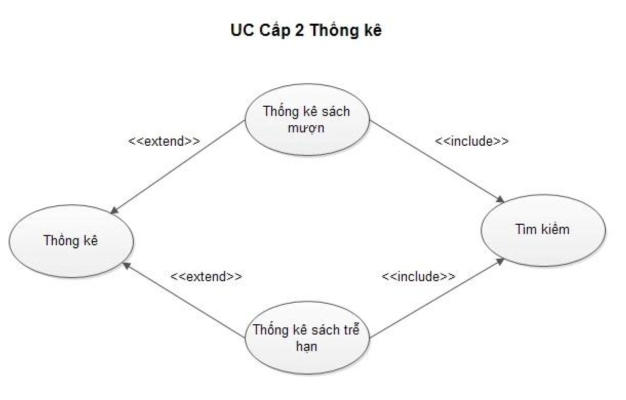 UC Cấp 2 Thống kê
Thống kê sách
mượn
<<extend>>
<<include>>
Thống kê
Tìm kiếm
<<extend>>
<<include>>
Thống kê sách trễ
hạn